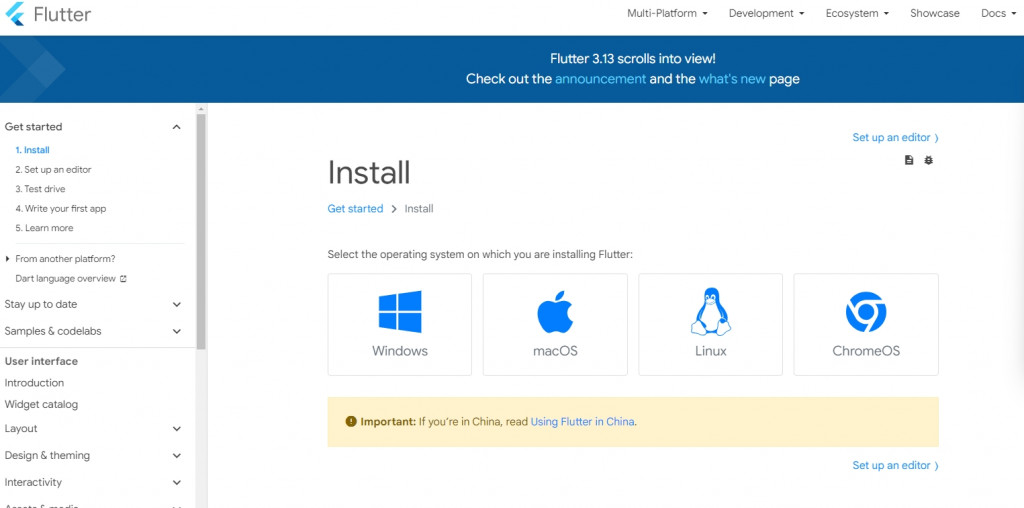 Flutter
Multi-Platform
Development
Ecosystem
Showcase
Docs
Flutter 3.13 scrolls into view!
Check out the announcement and the what's new page
Get started
1. Install
2. Set up an editor
3. Test drive
4. Write your first app
5. Learn more
From another platform?
Dart language overview
Stay up to date
Samples & codelabs
User interface
Introduction
Widget catalog
Layout
Design & theming
Interactivity
Assets & media
Set up an editor
Install
Get started Install
Select the operating system on which you are installing Flutter:
Windows
macOS
Linux
ChromeOS
Important: If you're in China, read Using Flutter in China.
Set up an editor